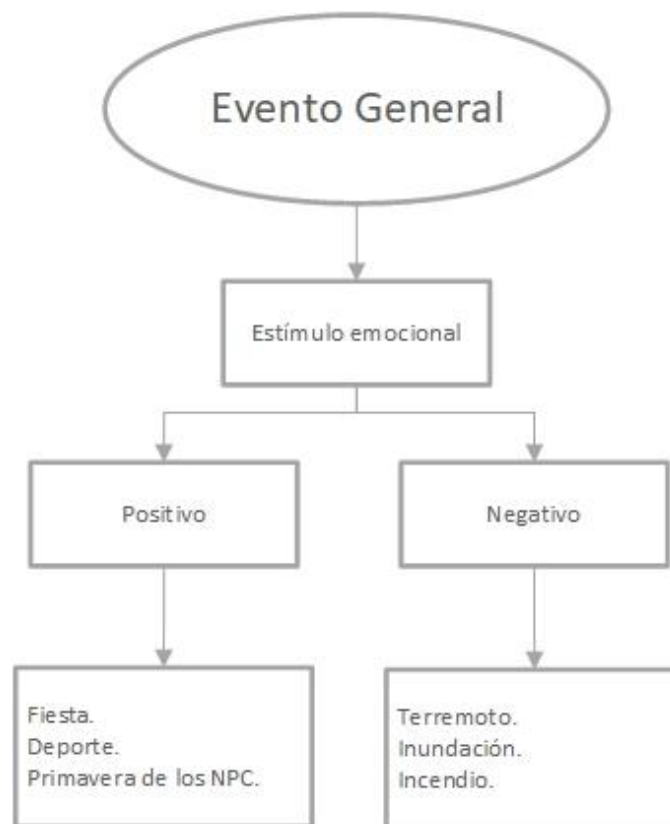 Evento General
Estímulo emocional
Positivo
Negativo
Fiesta.
Deporte.
Primavera de los NPC.
Terremoto.
Inundación.
Incendio.